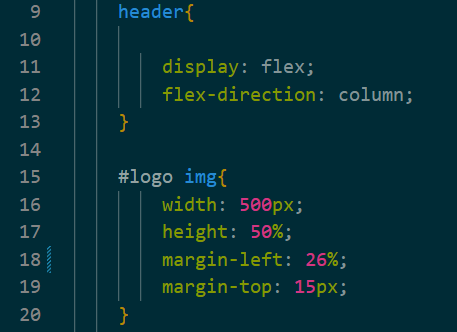 9 header{
10
11 display: flex;
12 flex-direction: column;
13 }
14
15 #logo img{
16 width: 500px;
17 height: 50%;
18 margin-left: 26%;
19 margin-top: 15px;
20 }